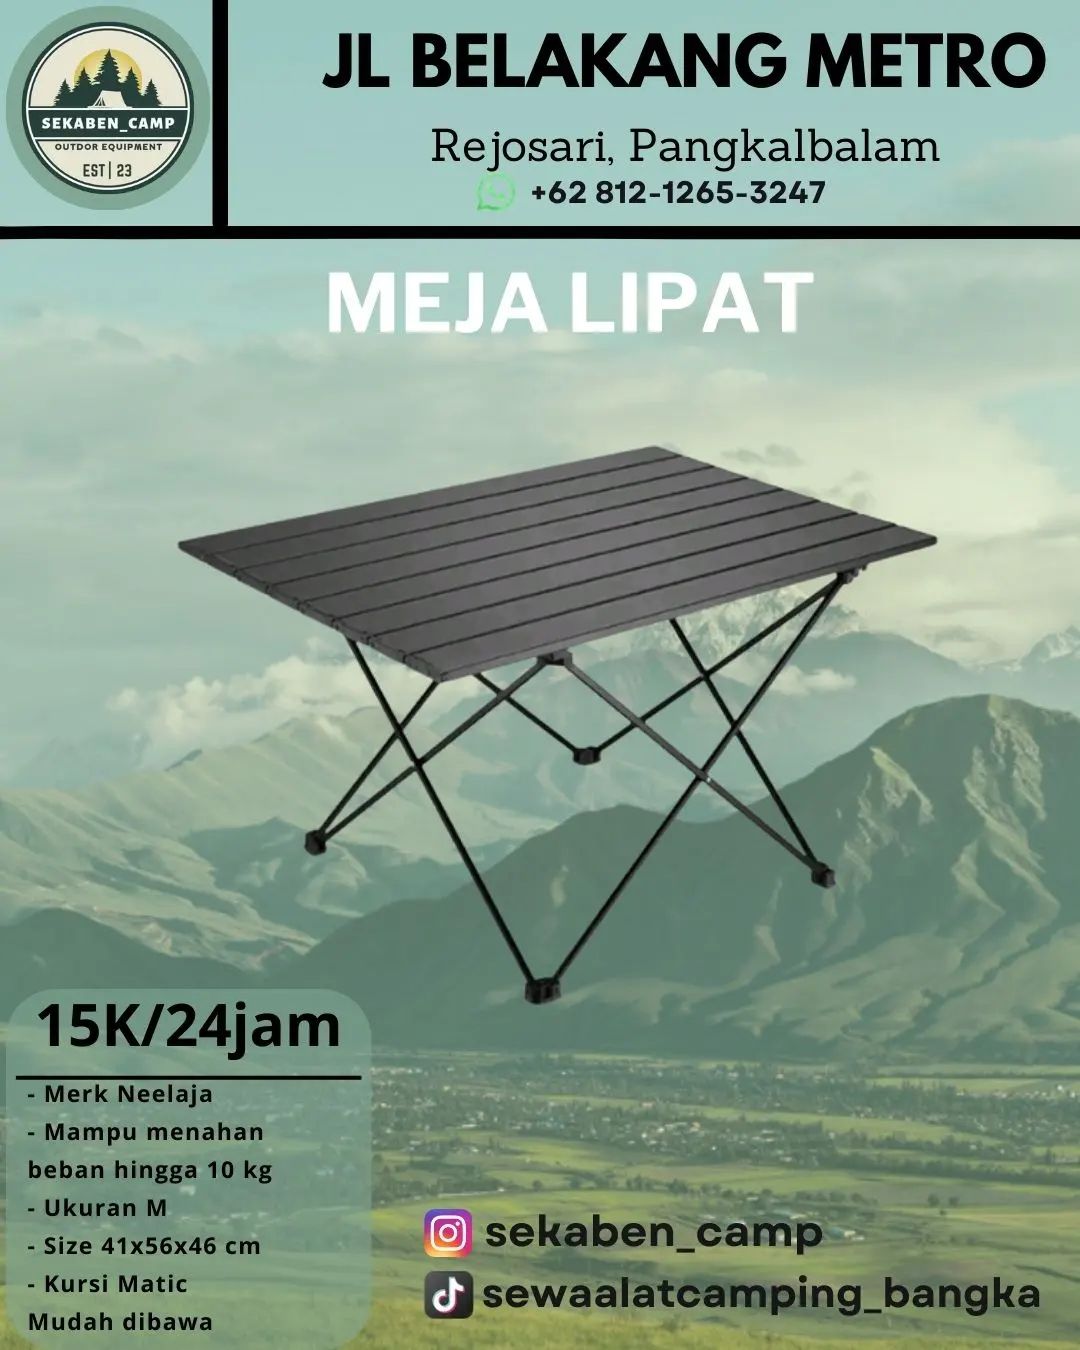 SEKABEN_CAMP
OUTDOR EQUIPMENT
EST| 23
JL BELAKANG METRO
Rejosari, Pangkalbalam
+62 812-1265-3247
MEJA LIPAT
15K/24jam
- Merk Neelaja
- Mampu menahan
beban hingga 10 kg
- Ukuran M
- Size 41x56x46 cm
- Kursi Matic
Mudah dibawa
sekaben_camp
sewaalatcamping_bangka